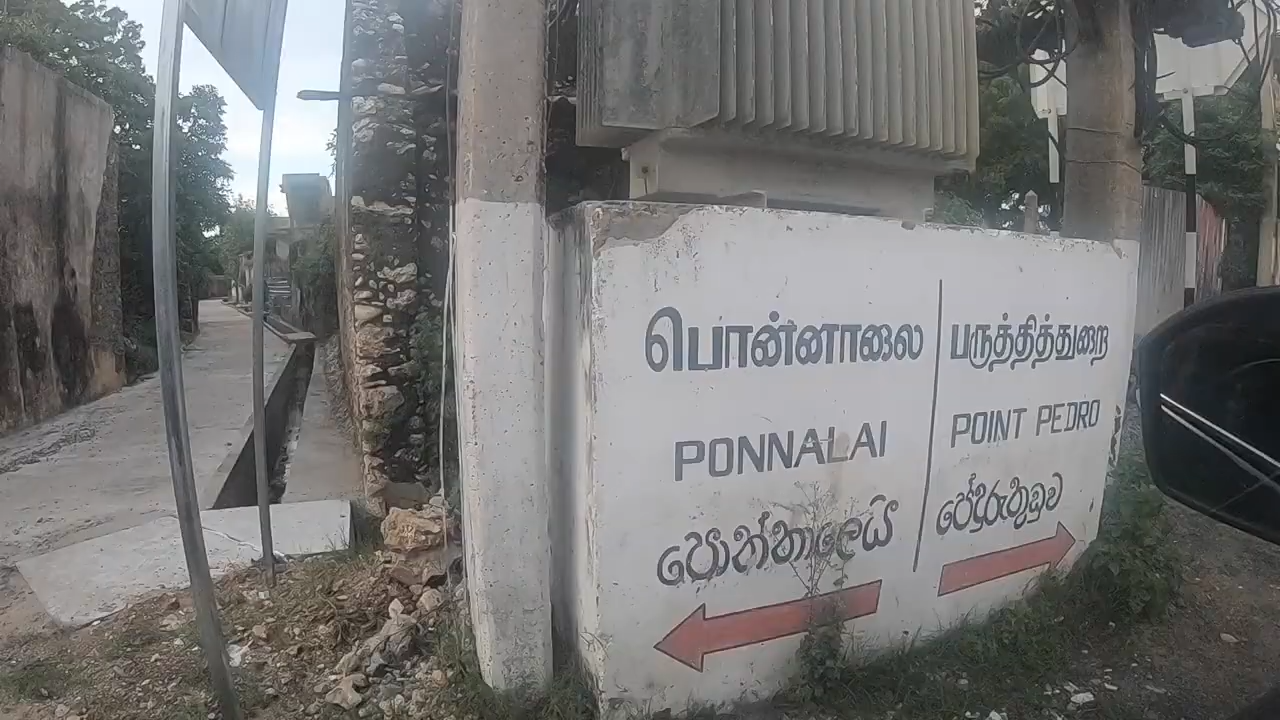 பொன்னாலை
PONNALAI
පොන්නාලෙයි
பருத்தித்துறை
POINT PEDRO
පේදුරුතුඩුව